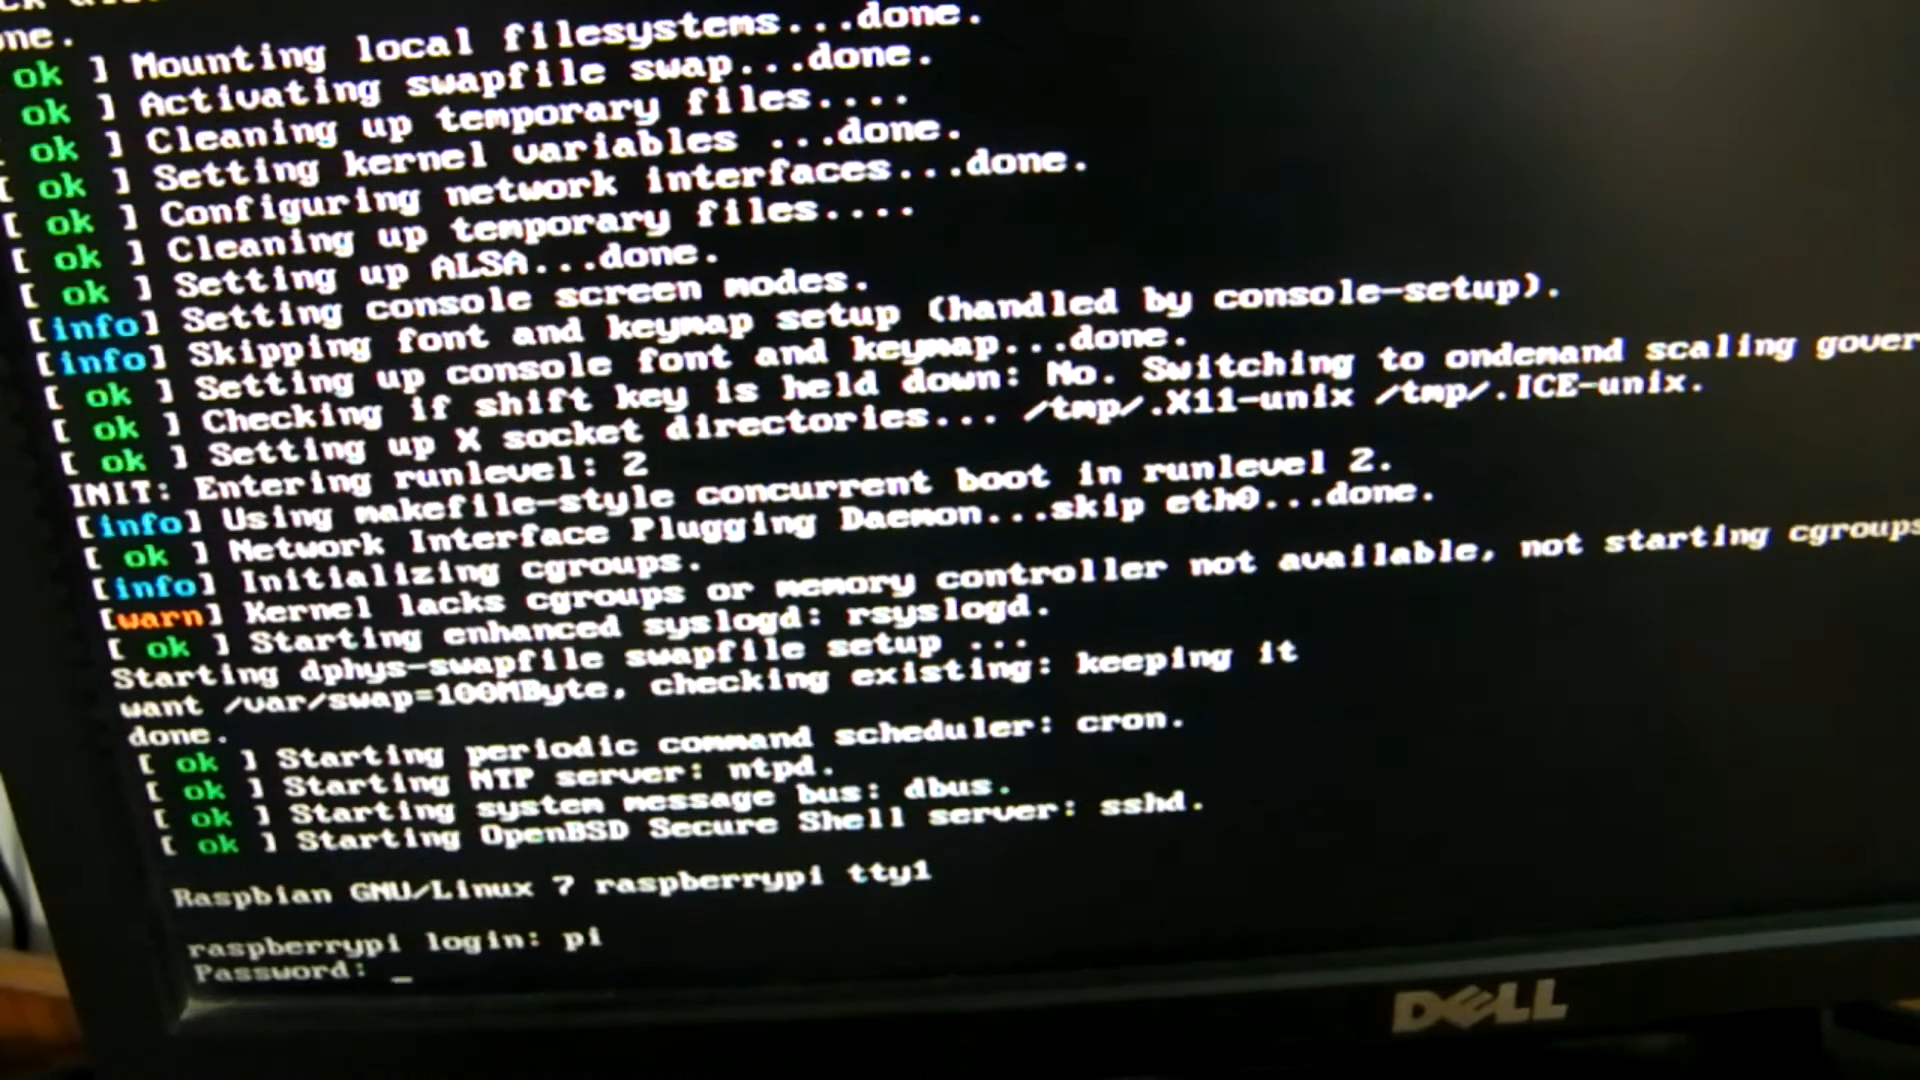 one.
ok ] Mounting local filesystems...done.
ok ] Activating swapfile swap...done.
[ ok ] Cleaning up temporary files....
[ ok ] Setting kernel variables ...done.
[ ok ] Configuring network interfaces...done.
[ ok ] Cleaning up temporary files....
[ ok ] Setting up ALSA...done.
[info] Setting console screen modes.
[info] Skipping font and keymap setup (handled by console-setup).
[ ok ] Setting up console font and keymap...done.
[ ok ] Checking if shift key is held down: No. Switching to ondemand scaling gover
[ ok ] Setting up X socket directories... /tmp/.X11-unix /tmp/.ICE-unix.
INIT: Entering runlevel: 2
[info] Using makefile-style concurrent boot in runlevel 2.
[ ok ] Network Interface Plugging Daemon...skip eth0...done.
[info] Initializing cgroups.
[warn] Kernel lacks cgroups or memory controller not available, not starting cgroups
[ ok ] Starting enhanced syslogd: rsyslogd.
Starting dphys-swapfile swapfile setup ...
want /var/swap=100MByte, checking existing: keeping it
done.
[ ok ] Starting periodic command scheduler: cron.
[ ok ] Starting NTP server: ntpd.
[ ok ] Starting system message bus: dbus.
[ ok ] Starting OpenBSD Secure Shell server: sshd.
Raspbian GNU/Linux 7 raspberrypi tty1
raspberrypi login: pi
Password: _
DELL